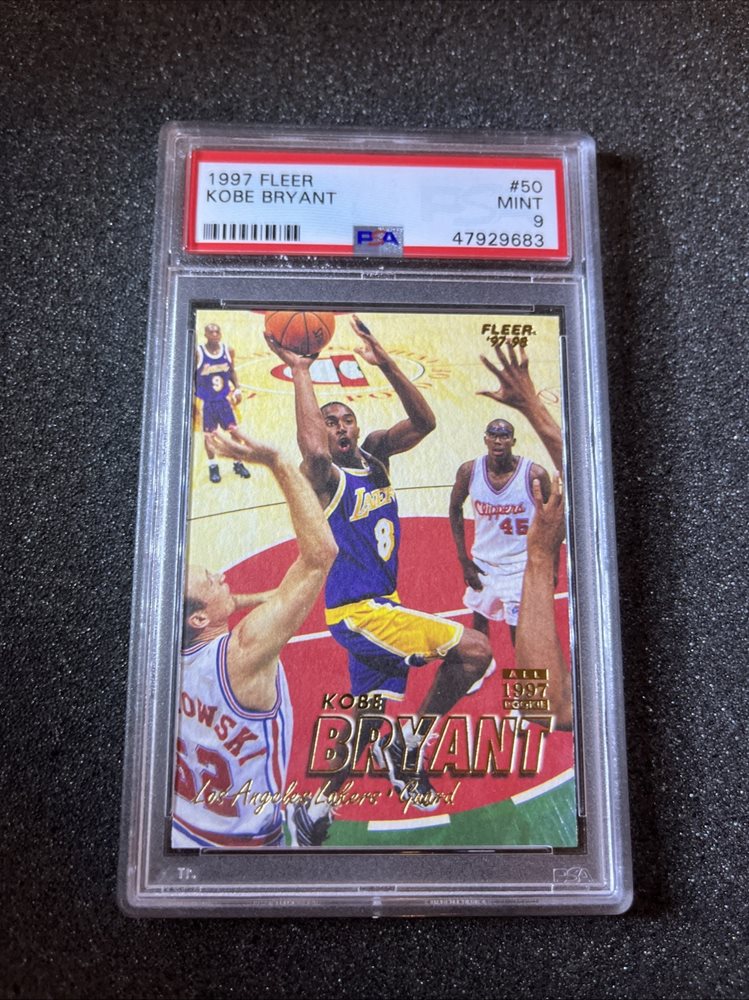 1997 FLEER
#50
KOBE BRYANT
MINT
9
PSA
47929683
FLEER
'97-98
LAKERS
9
8
Clippers
45
OWSKI
52
ALL
1997
ROOKIE
KOBE
BRYANT
Los Angeles Lakers • Guard
PSA